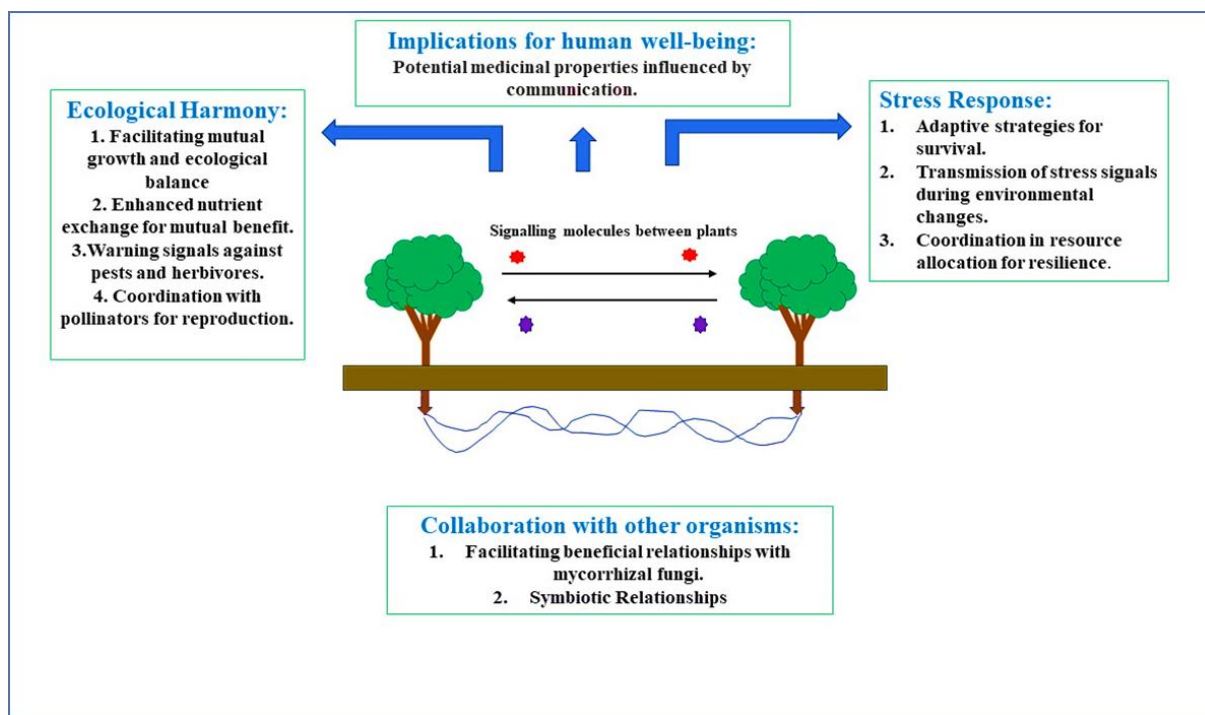 Implications for human well-being:
Potential medicinal properties influenced by
communication.
Ecological Harmony:
1. Facilitating mutual
growth and ecological
balance
2. Enhanced nutrient
exchange for mutual benefit.
3.Warning signals against
pests and herbivores.
4. Coordination with
pollinators for reproduction.
Stress Response:
1. Adaptive strategies for
survival.
2. Transmission of stress signals
during environmental
changes.
3. Coordination in resource
allocation for resilience.
Signalling molecules between plants
Collaboration with other organisms:
1. Facilitating beneficial relationships with
mycorrhizal fungi.
2. Symbiotic Relationships